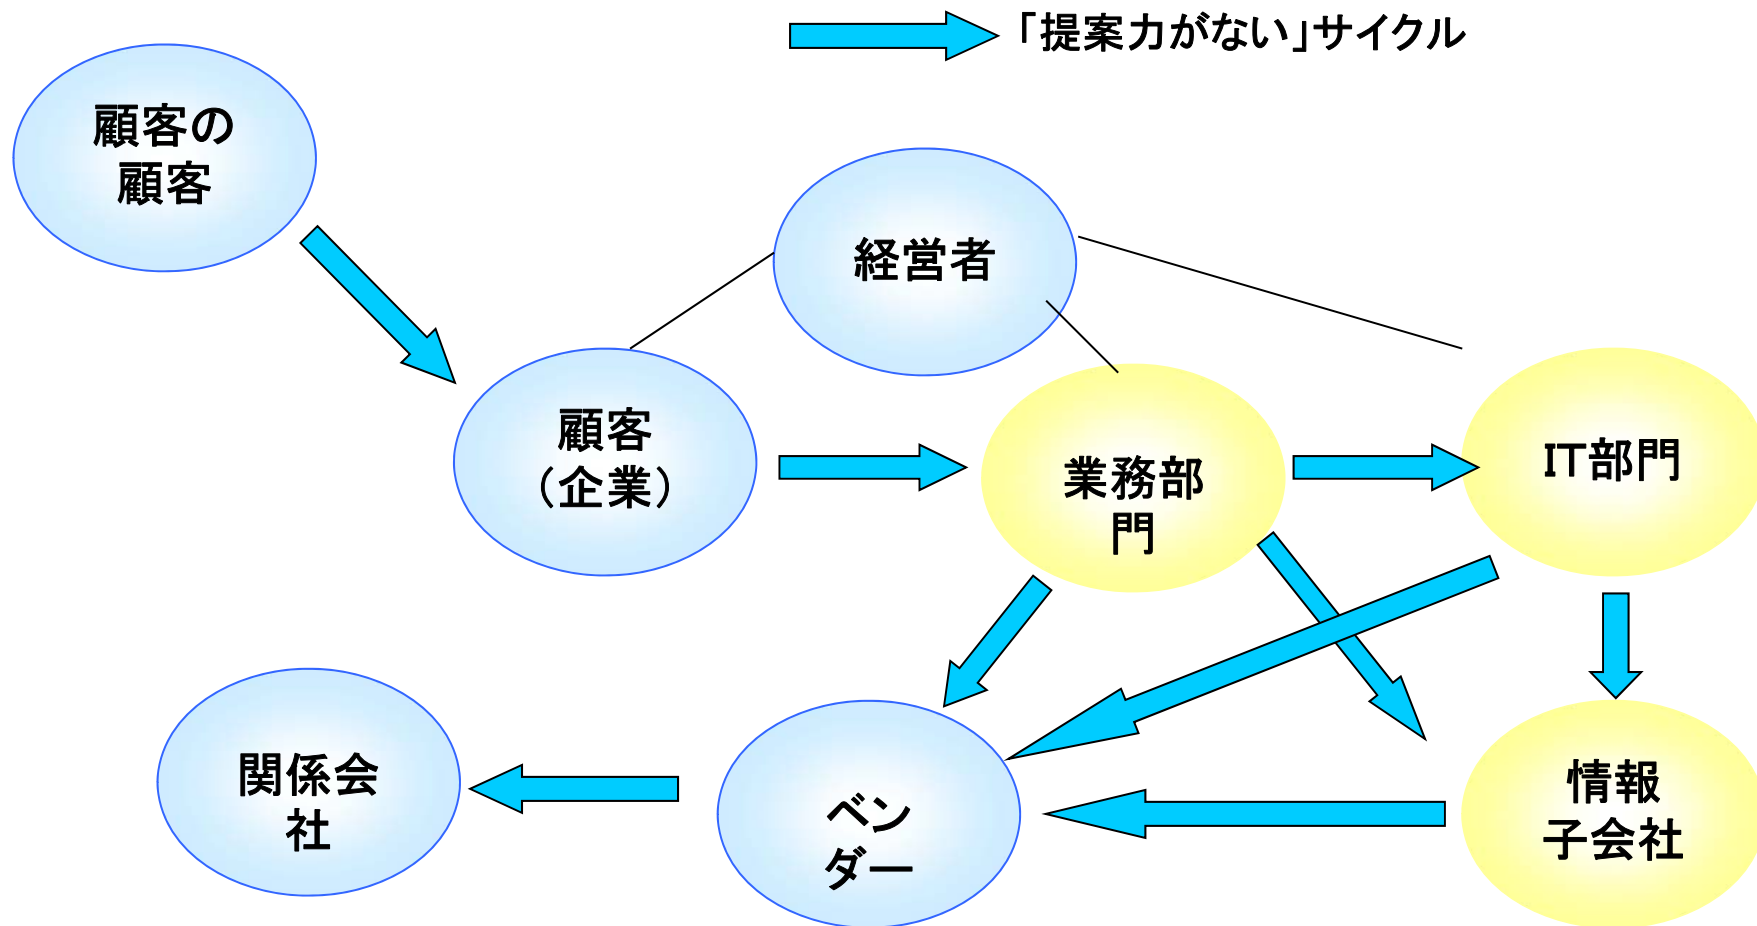 「提案力がない」サイクル
顧客の
顧客
経営者
顧客
（企業）
業務部
門
IT部門
関係会
社
ベン
ダー
情報
子会社